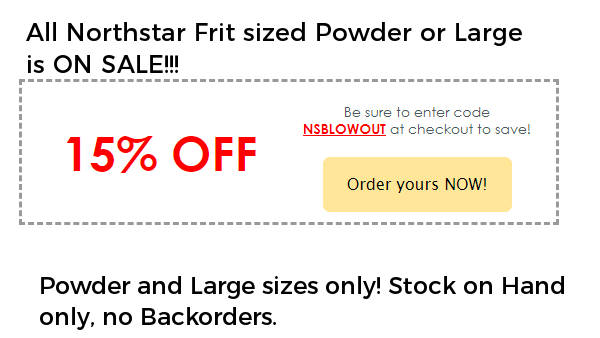 All Northstar Frit sized Powder or Large
is ON SALE!!!
15% OFF
Be sure to enter code
NSBLOWOUT at checkout to save!
Order yours NOW!
Powder and Large sizes only! Stock on Hand
only, no Backorders.